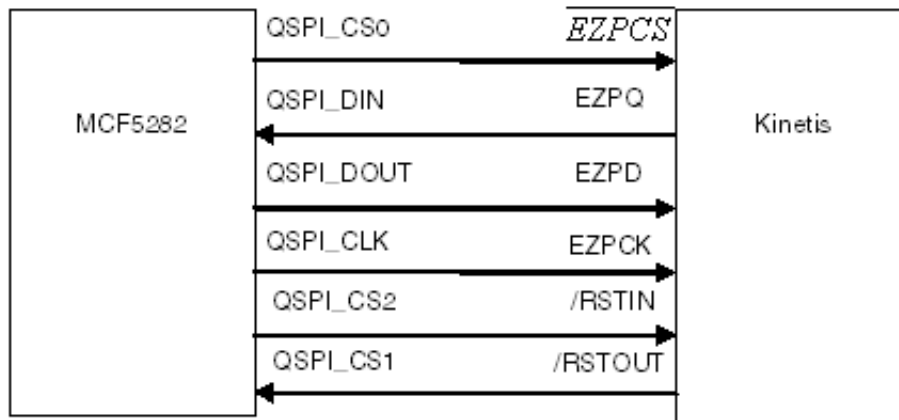 QSPI_CS0 EZPCS
QSPI_DIN EZPQ
MCF5282 Kinetis
QSPI_DOUT EZPD
QSPI_CLK EZPCK
QSPI_CS2 /RSTIN
QSPI_CS1 /RSTOUT